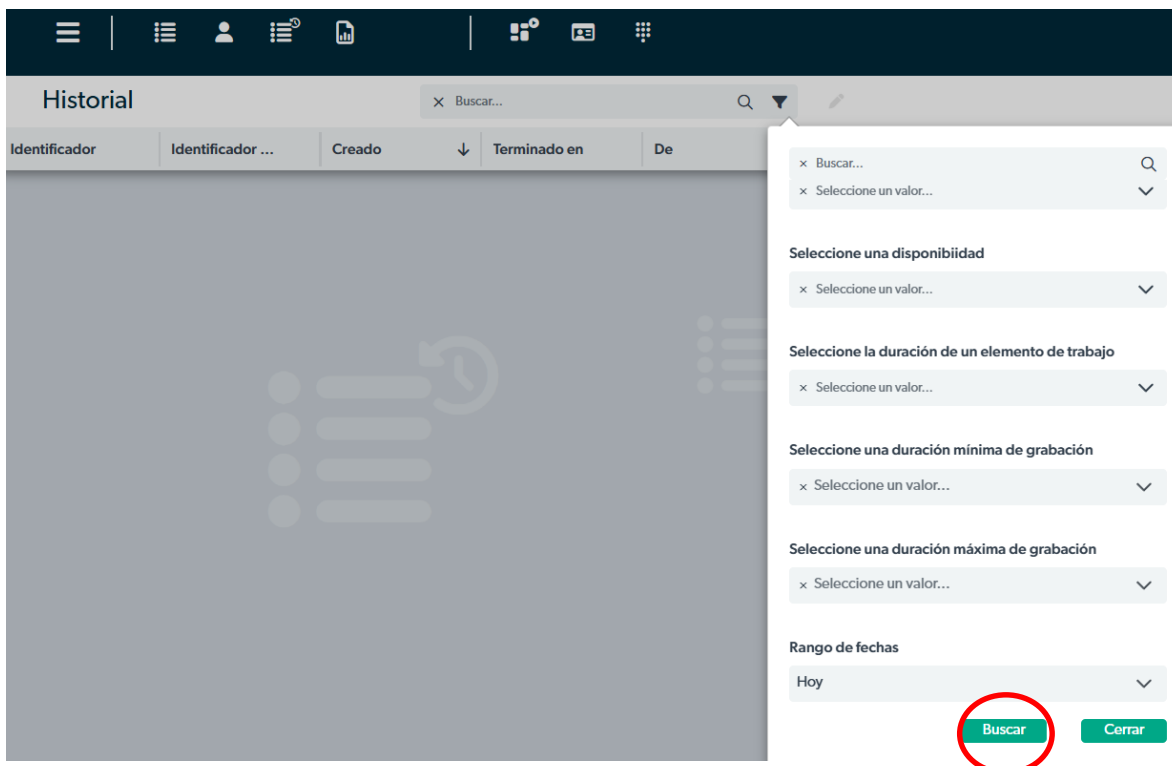 Historial
× Buscar...
Identificador
Identificador ...
Creado
Terminado en
De
× Buscar...
× Seleccione un valor...
Seleccione una disponibiidad
× Seleccione un valor...
Seleccione la duración de un elemento de trabajo
× Seleccione un valor...
Seleccione una duración mínima de grabación
× Seleccione un valor...
Seleccione una duración máxima de grabación
× Seleccione un valor...
Rango de fechas
Hoy
Buscar
Cerrar